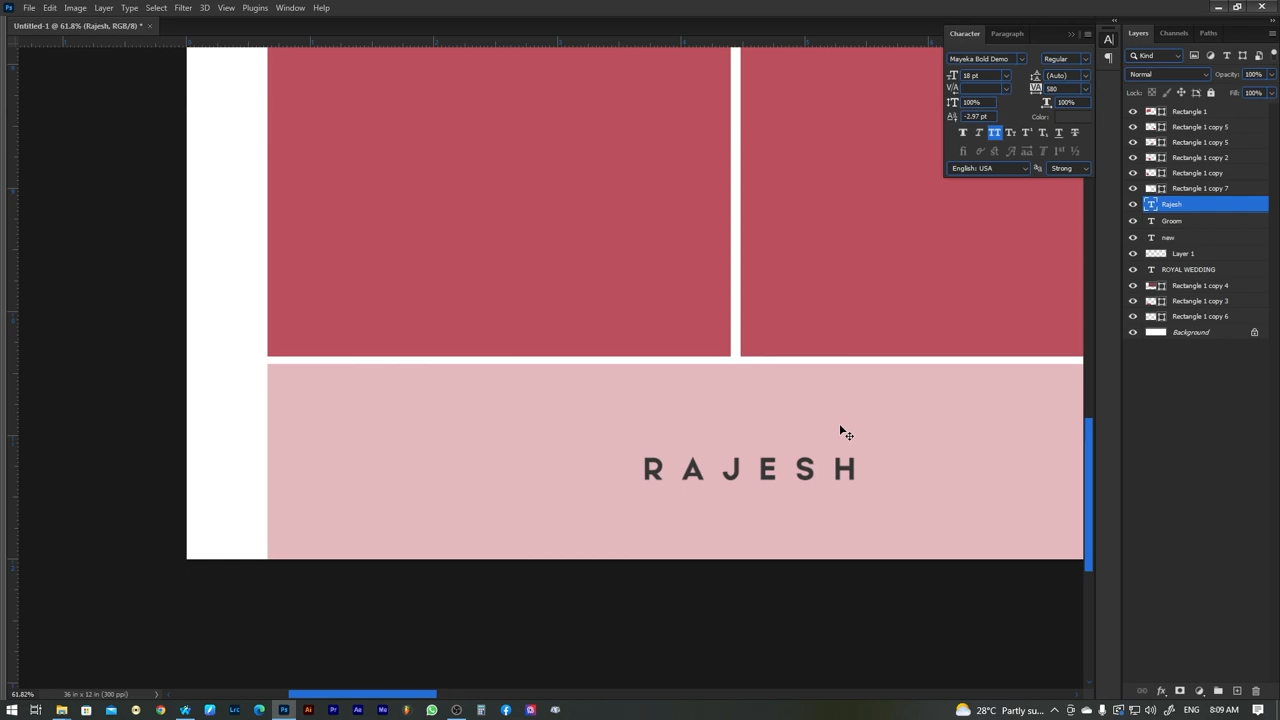 File Edit Image Layer Type Select Filter 3D View Plugins Window Help
Untitled-1 @ 61.8% (Rajesh, RGB/8) *
Character Paragraph
Mayeka Bold Demo Regular
18 pt (Auto)
580
100% 100%
-2.97 pt Color:
English: USA Strong
Layers Channels Paths
Kind
Normal Opacity: 100%
Lock: Fill: 100%
Rectangle 1
Rectangle 1 copy 5
Rectangle 1 copy 5
Rectangle 1 copy 2
Rectangle 1 copy
Rectangle 1 copy 7
Rajesh
Groom
new
Layer 1
ROYAL WEDDING
Rectangle 1 copy 4
Rectangle 1 copy 3
Rectangle 1 copy 6
Background
RAJESH
61.82% 36 in x 12 in (300 ppi)
28°C Partly su... ENG 8:09 AM